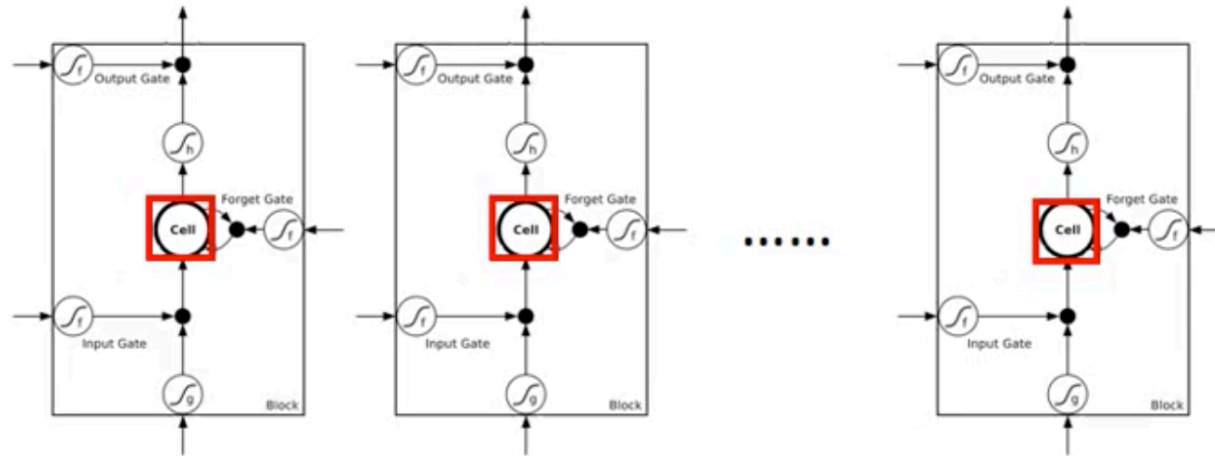 f Output Gate f Output Gate f Output Gate
h h h
Forget Gate Forget Gate Forget Gate
Cell f Cell f ...... Cell f
f f f
Input Gate Input Gate Input Gate
g Block g Block g Block